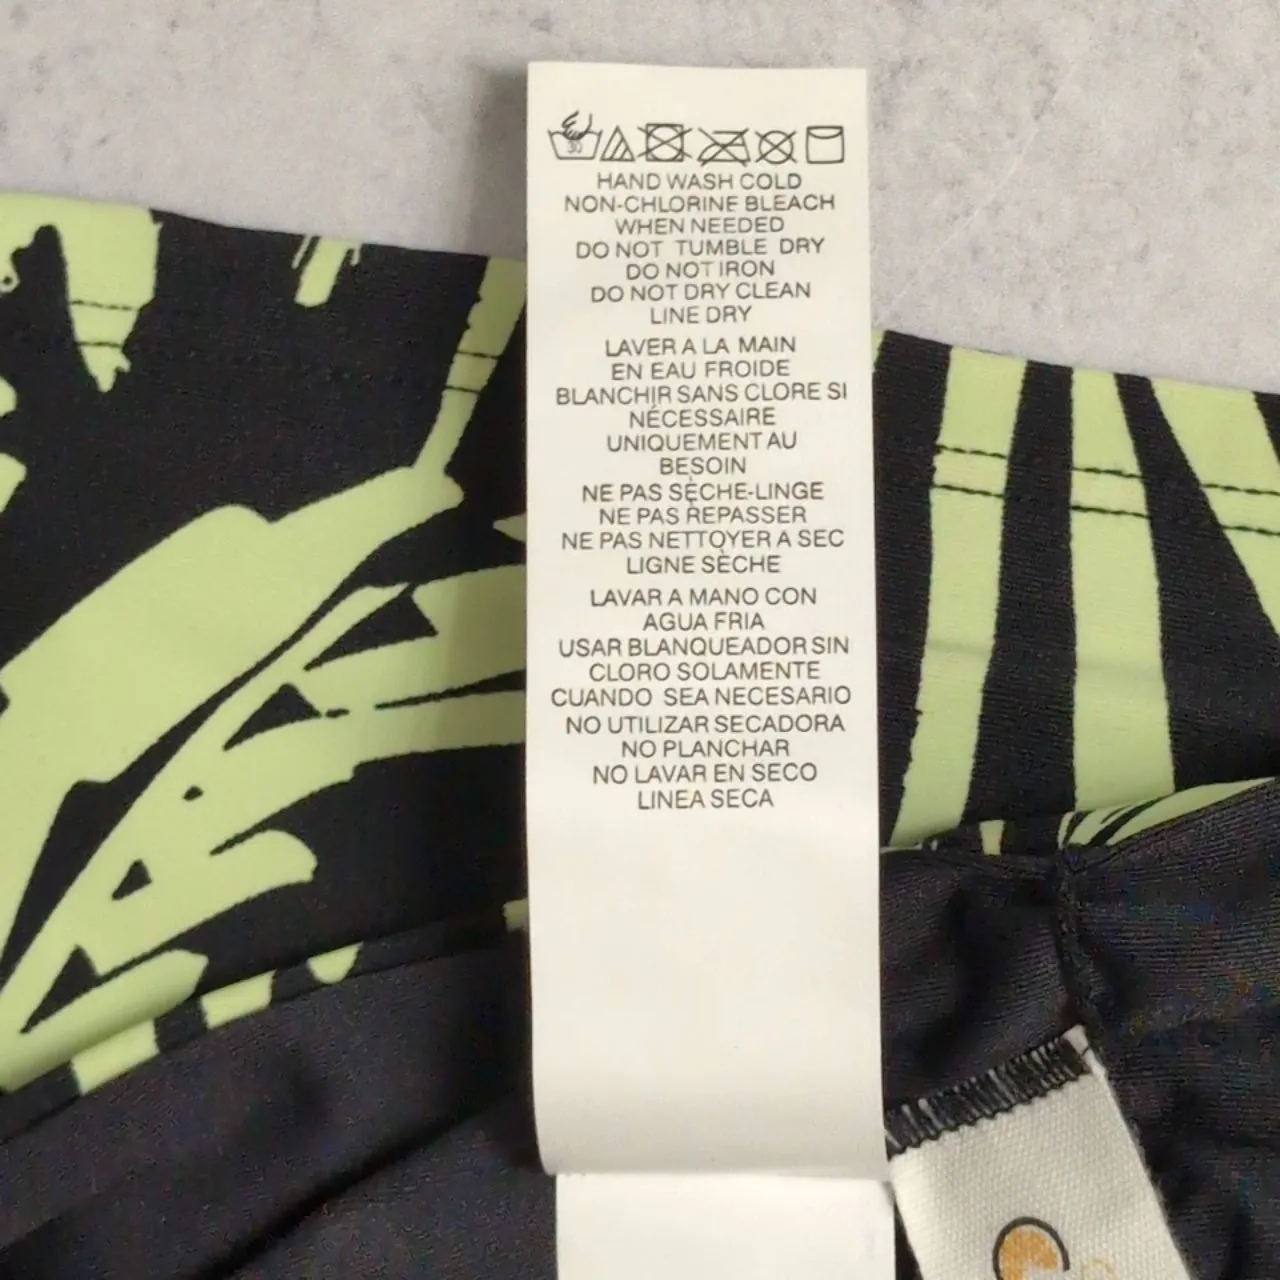 30
HAND WASH COLD
NON-CHLORINE BLEACH
WHEN NEEDED
DO NOT TUMBLE DRY
DO NOT IRON
DO NOT DRY CLEAN
LINE DRY
LAVER A LA MAIN
EN EAU FROIDE
BLANCHIR SANS CLORE SI
NÉCESSAIRE
UNIQUEMENT AU
BESOIN
NE PAS SÈCHE-LINGE
NE PAS REPASSER
NE PAS NETTOYER A SEC
LIGNE SÈCHE
LAVAR A MANO CON
AGUA FRIA
USAR BLANQUEADOR SIN
CLORO SOLAMENTE
CUANDO SEA NECESARIO
NO UTILIZAR SECADORA
NO PLANCHAR
NO LAVAR EN SECO
LINEA SECA